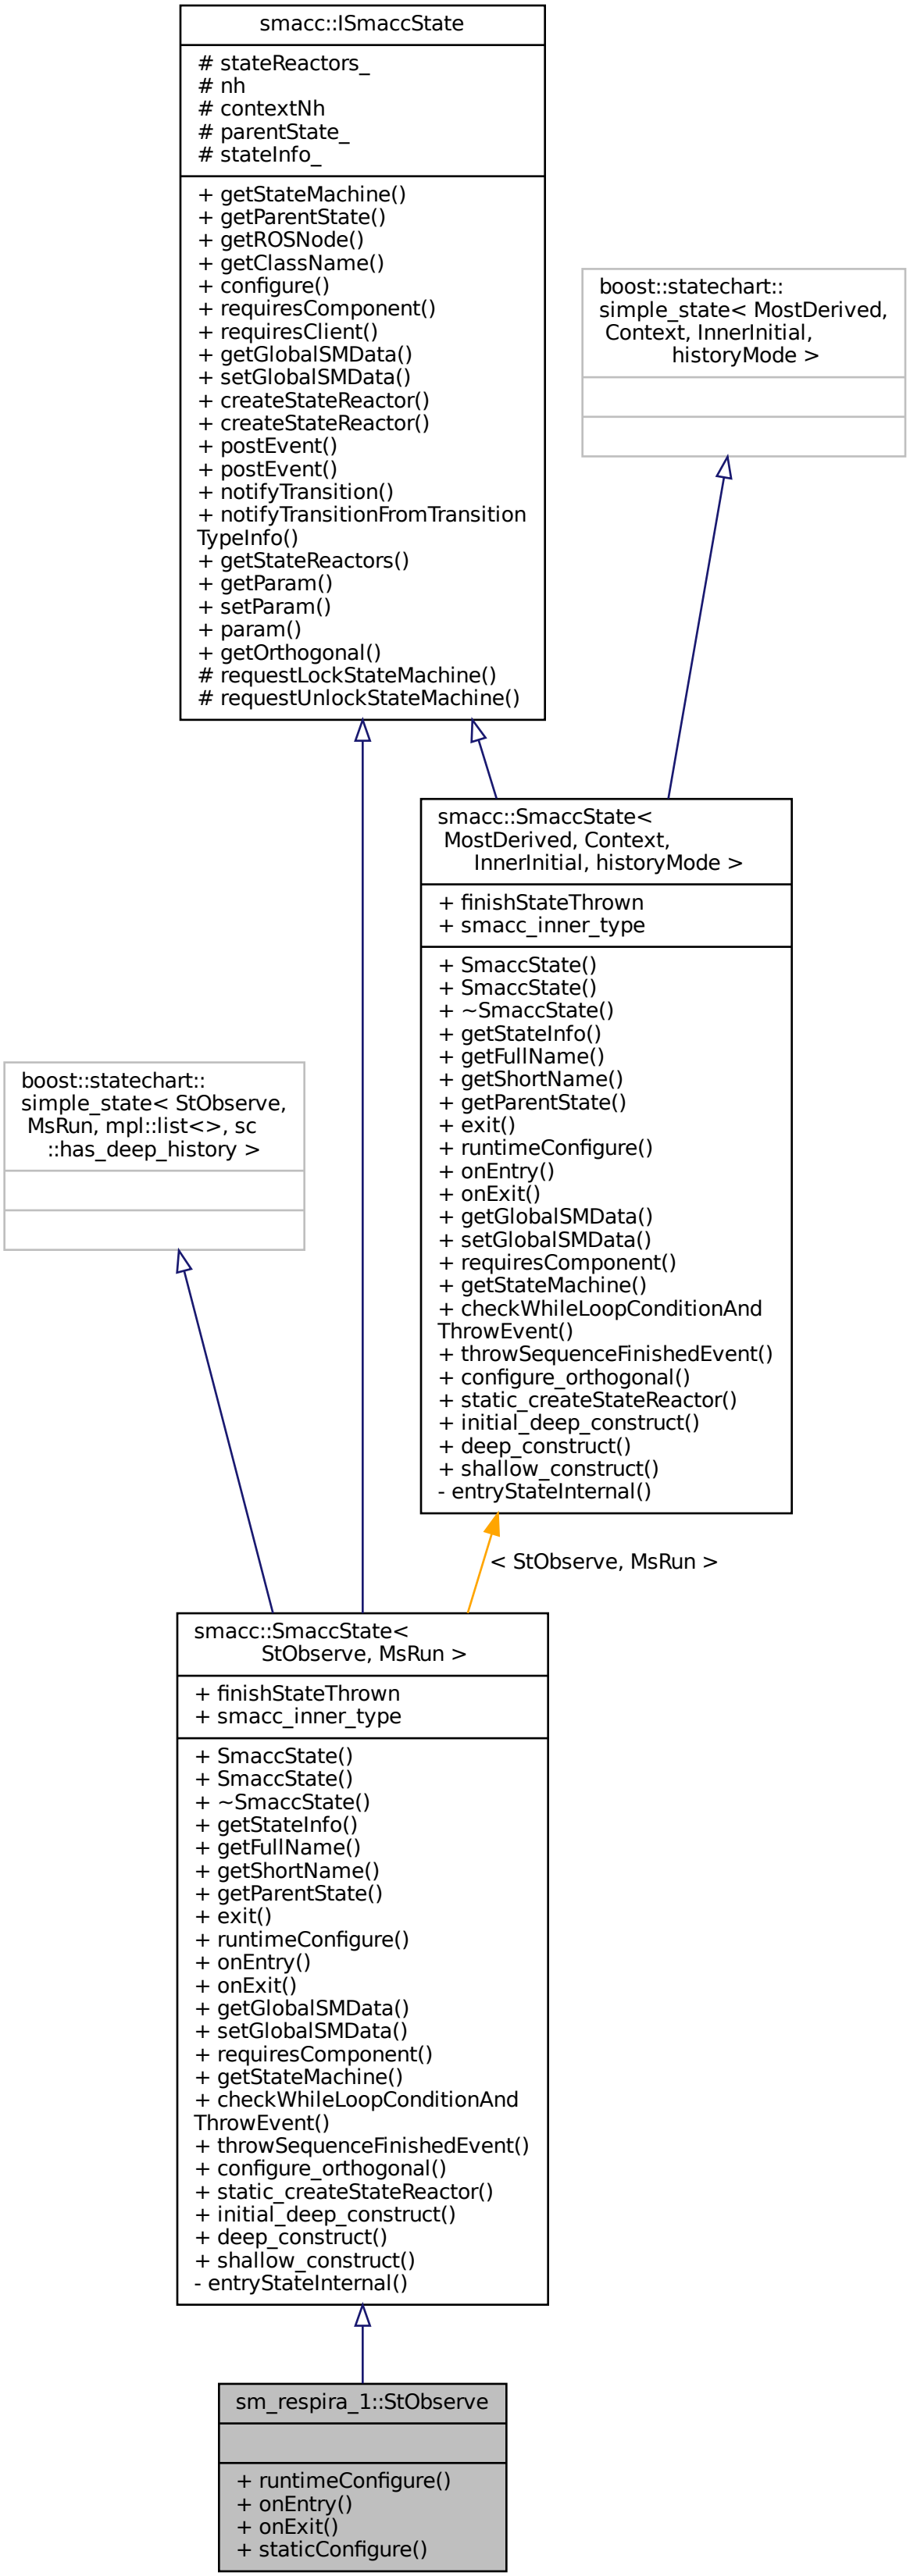 smacc::ISmaccState
# stateReactors_
# nh
# contextNh
# parentState_
# stateInfo_
+ getStateMachine()
+ getParentState()
+ getROSNode()
+ getClassName()
+ configure()
+ requiresComponent()
+ requiresClient()
+ getGlobalSMData()
+ setGlobalSMData()
+ createStateReactor()
+ createStateReactor()
+ postEvent()
+ postEvent()
+ notifyTransition()
+ notifyTransitionFromTransition
TypeInfo()
+ getStateReactors()
+ getParam()
+ setParam()
+ param()
+ getOrthogonal()
# requestLockStateMachine()
# requestUnlockStateMachine()
boost::statechart::
simple_state< MostDerived,
Context, InnerInitial,
historyMode >
smacc::SmaccState<
MostDerived, Context,
InnerInitial, historyMode >
+ finishStateThrown
+ smacc_inner_type
+ SmaccState()
+ SmaccState()
+ ~SmaccState()
+ getStateInfo()
+ getFullName()
+ getShortName()
+ getParentState()
+ exit()
+ runtimeConfigure()
+ onEntry()
+ onExit()
+ getGlobalSMData()
+ setGlobalSMData()
+ requiresComponent()
+ getStateMachine()
+ checkWhileLoopConditionAnd
ThrowEvent()
+ throwSequenceFinishedEvent()
+ configure_orthogonal()
+ static_createStateReactor()
+ initial_deep_construct()
+ deep_construct()
+ shallow_construct()
- entryStateInternal()
boost::statechart::
simple_state< StObserve,
MsRun, mpl::list<>, sc
::has_deep_history >
< StObserve, MsRun >
smacc::SmaccState<
StObserve, MsRun >
+ finishStateThrown
+ smacc_inner_type
+ SmaccState()
+ SmaccState()
+ ~SmaccState()
+ getStateInfo()
+ getFullName()
+ getShortName()
+ getParentState()
+ exit()
+ runtimeConfigure()
+ onEntry()
+ onExit()
+ getGlobalSMData()
+ setGlobalSMData()
+ requiresComponent()
+ getStateMachine()
+ checkWhileLoopConditionAnd
ThrowEvent()
+ throwSequenceFinishedEvent()
+ configure_orthogonal()
+ static_createStateReactor()
+ initial_deep_construct()
+ deep_construct()
+ shallow_construct()
- entryStateInternal()
sm_respira_1::StObserve
+ runtimeConfigure()
+ onEntry()
+ onExit()
+ staticConfigure()